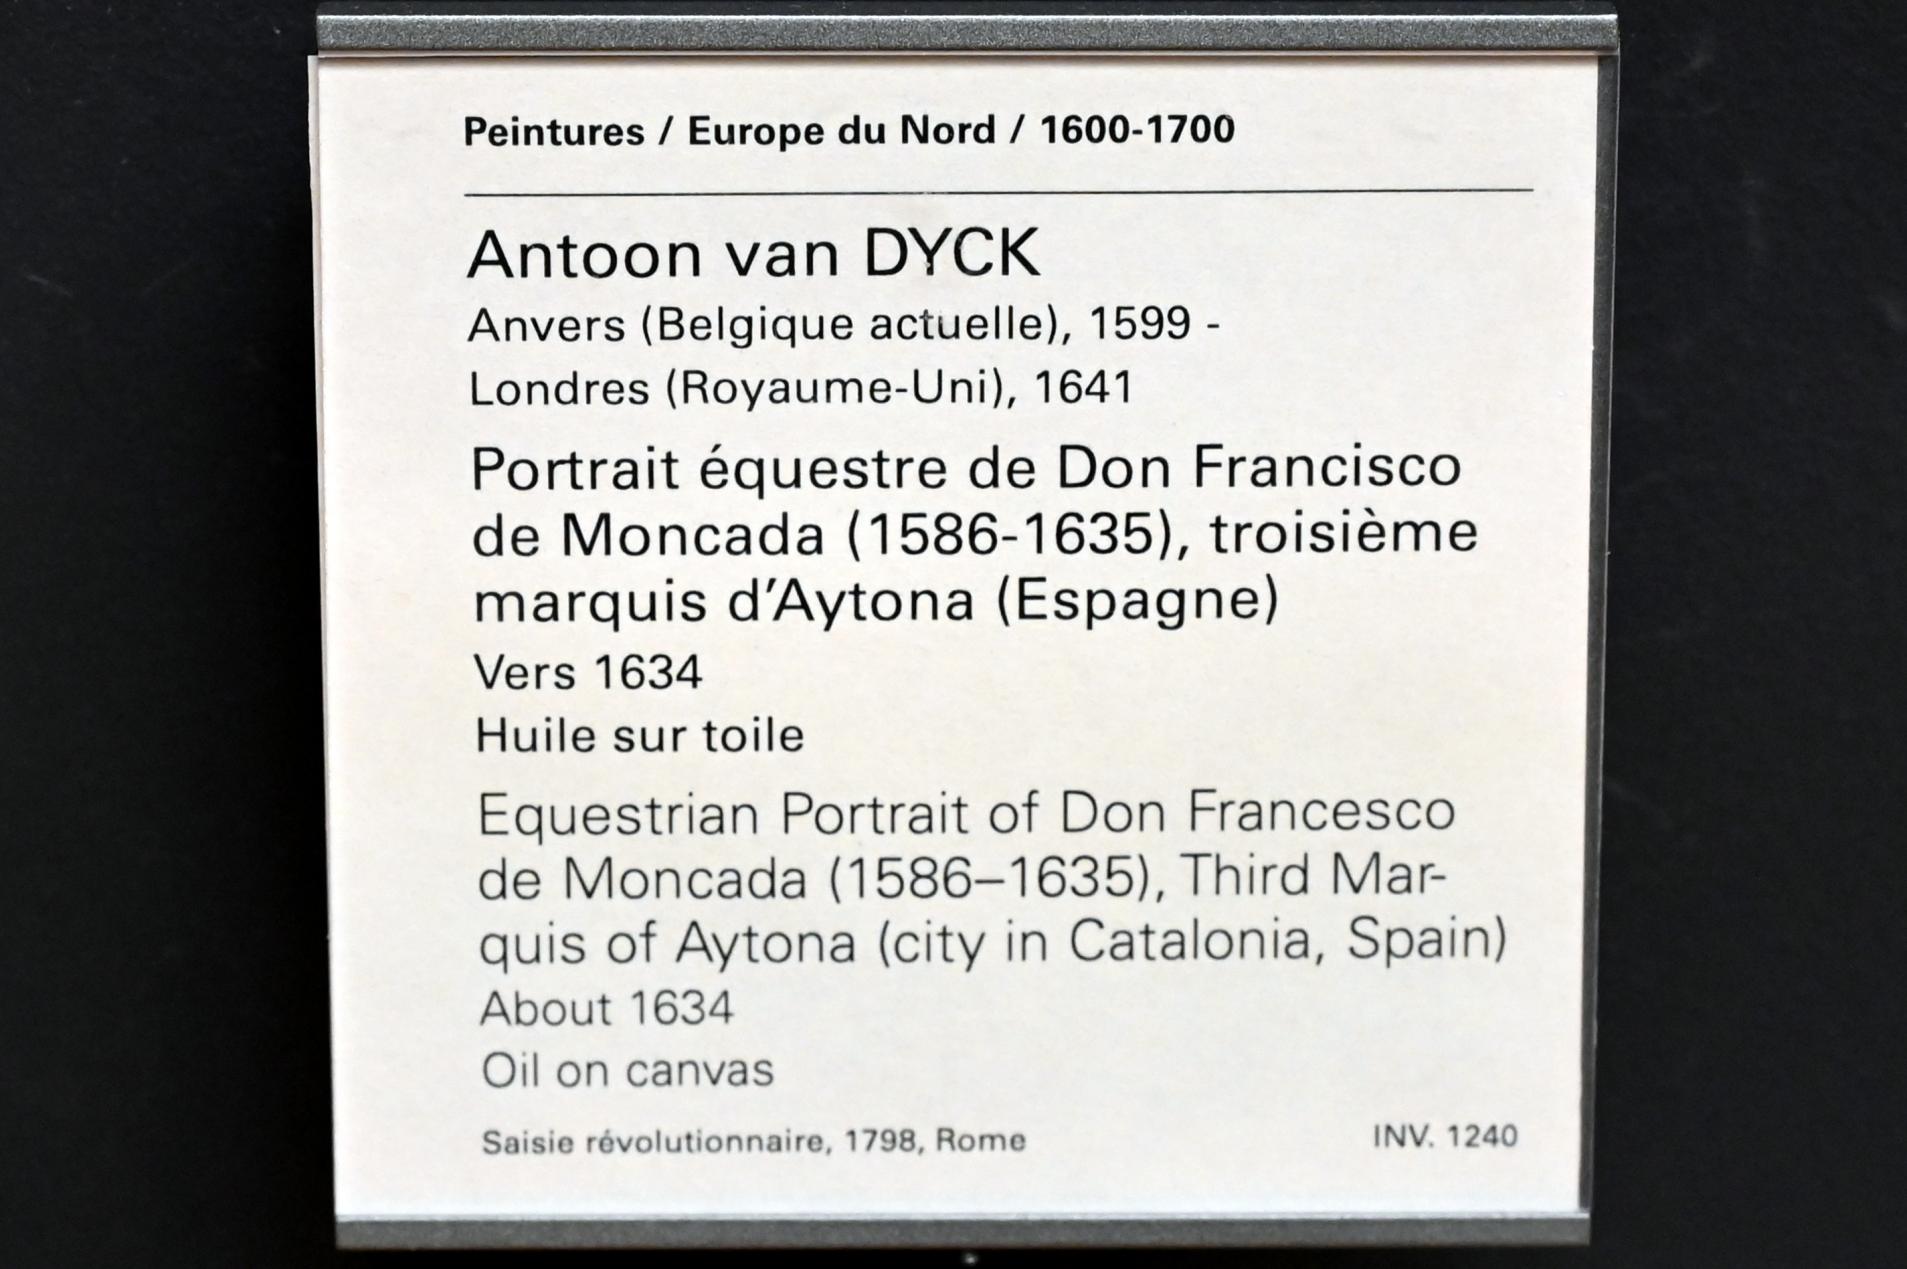 Peintures / Europe du Nord / 1600-1700
Antoon van DYCK
Anvers (Belgique actuelle), 1599 -
Londres (Royaume-Uni), 1641
Portrait équestre de Don Francisco
de Moncada (1586-1635), troisième
marquis d'Aytona (Espagne)
Vers 1634
Huile sur toile
Equestrian Portrait of Don Francesco
de Moncada (1586–1635), Third Mar-
quis of Aytona (city in Catalonia, Spain)
About 1634
Oil on canvas
Saisie révolutionnaire, 1798, Rome
INV. 1240